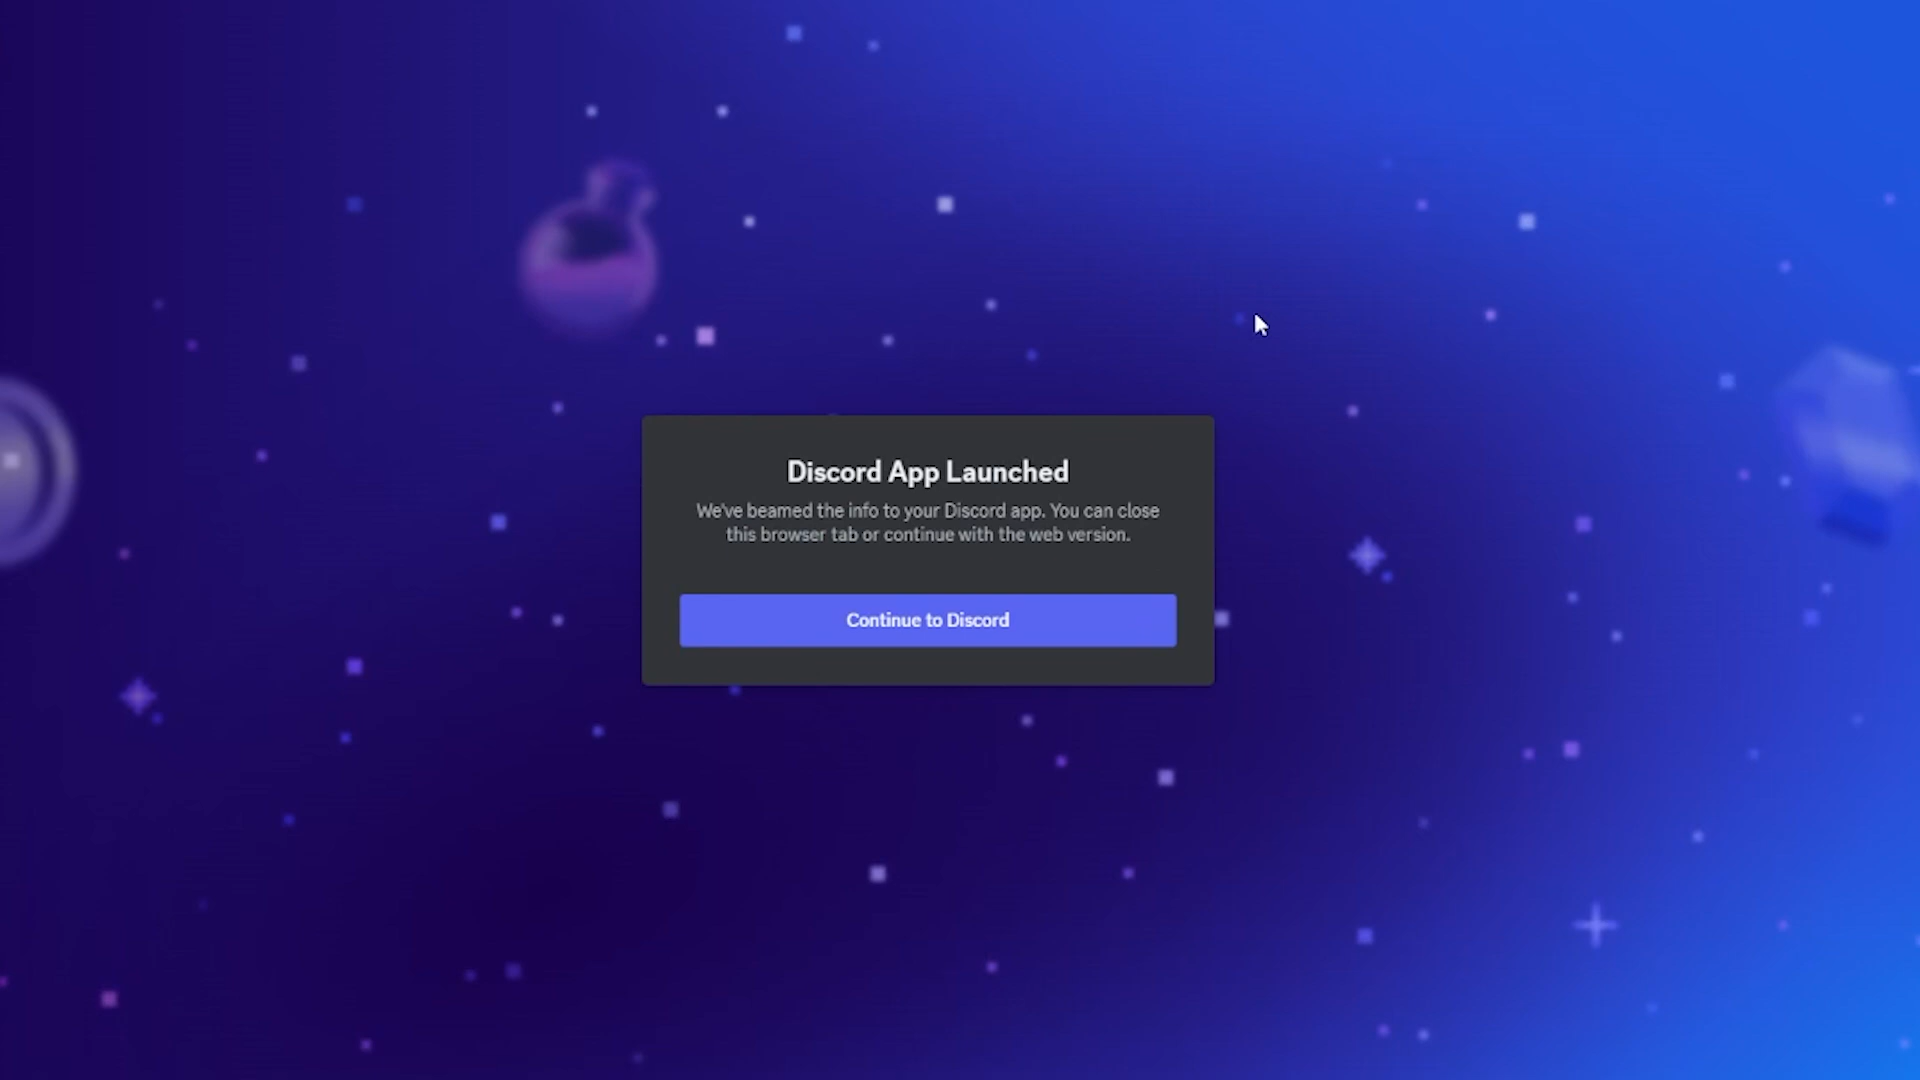 Discord App Launched
We've beamed the info to your Discord app. You can close
this browser tab or continue with the web version.
Continue to Discord